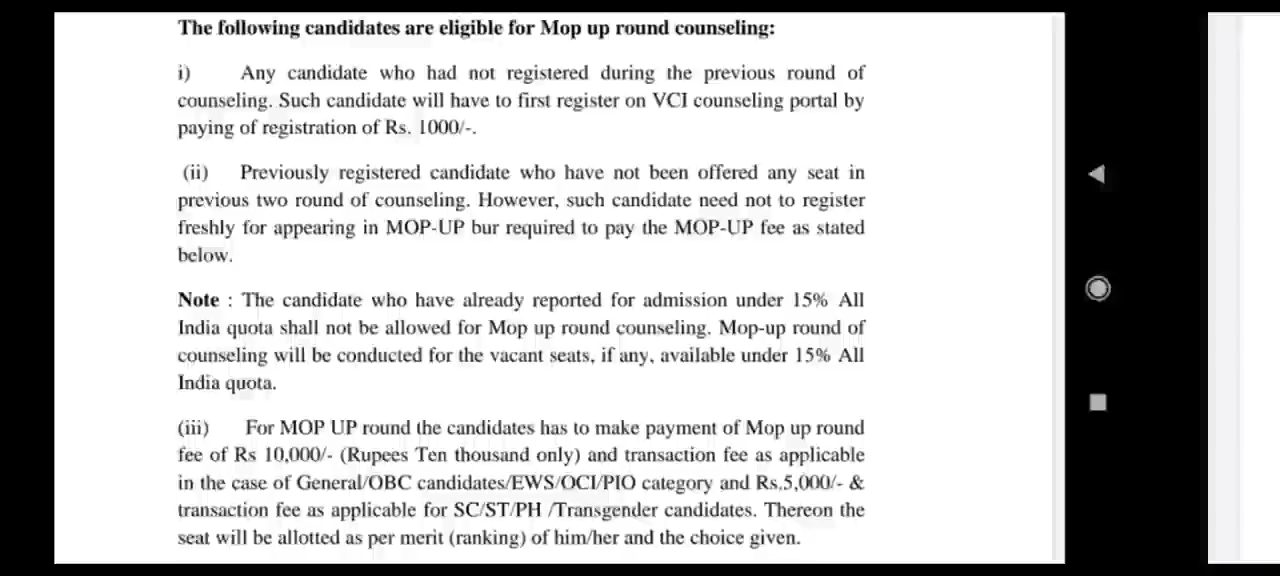 The following candidates are eligible for Mop up round counseling:
i) Any candidate who had not registered during the previous round of
counseling. Such candidate will have to first register on VCI counseling portal by
paying of registration of Rs. 1000/-.
(ii) Previously registered candidate who have not been offered any seat in
previous two round of counseling. However, such candidate need not to register
freshly for appearing in MOP-UP bur required to pay the MOP-UP fee as stated
below.
Note : The candidate who have already reported for admission under 15% All
India quota shall not be allowed for Mop up round counseling. Mop-up round of
counseling will be conducted for the vacant seats, if any, available under 15% All
India quota.
(iii) For MOP UP round the candidates has to make payment of Mop up round
fee of Rs 10,000/- (Rupees Ten thousand only) and transaction fee as applicable
in the case of General/OBC candidates/EWS/OCI/PIO category and Rs.5,000/- &
transaction fee as applicable for SC/ST/PH /Transgender candidates. Thereon the
seat will be allotted as per merit (ranking) of him/her and the choice given.